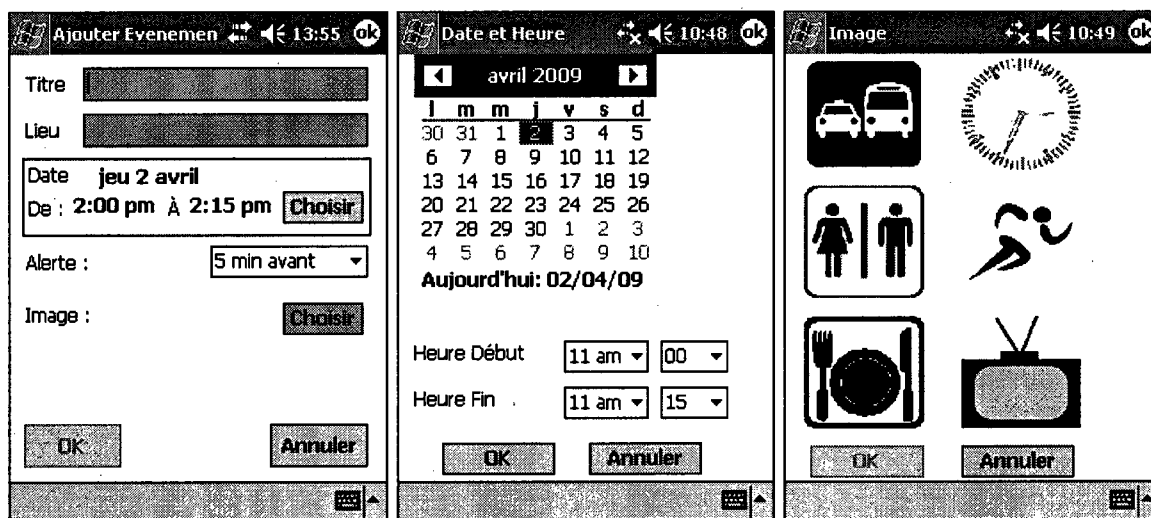 Ajouter Evenemen 13:55 ok
Titre
Lieu
Date jeu 2 avril
De : 2:00 pm À 2:15 pm Choisir
Alerte : 5 min avant
Image : Choisir
OK Annuler
Date et Heure 10:48 ok
avril 2009
l m m j v s d
30 31 1 2 3 4 5
6 7 8 9 10 11 12
13 14 15 16 17 18 19
20 21 22 23 24 25 26
27 28 29 30 1 2 3
4 5 6 7 8 9 10
Aujourd'hui: 02/04/09
Heure Début 11 am 00
Heure Fin 11 am 15
OK Annuler
Image 10:49 ok
OK Annuler